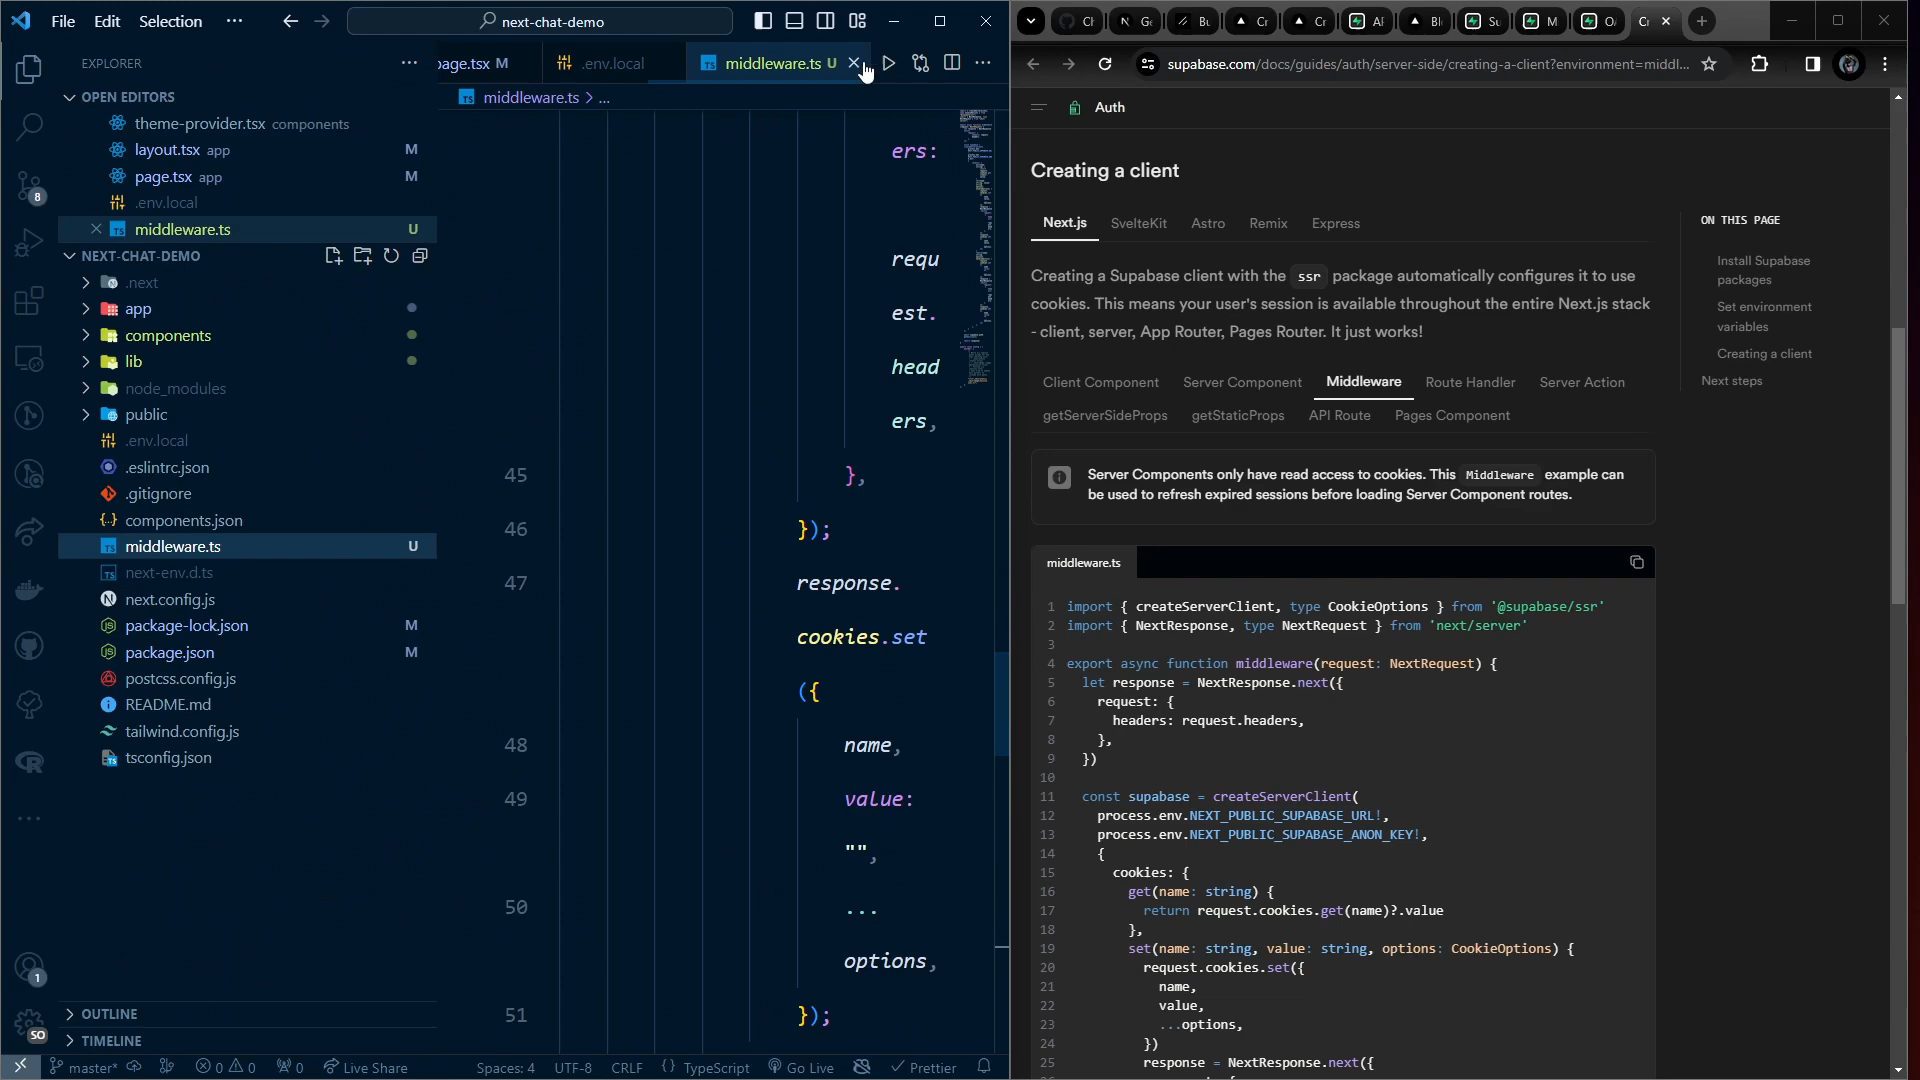 File Edit Selection ···
next-chat-demo
EXPLORER
OPEN EDITORS
theme-provider.tsx components
layout.tsx app M
page.tsx app M
.env.local
middleware.ts U
NEXT-CHAT-DEMO
.next
app
components
lib
node_modules
public
.env.local
.eslintrc.json
.gitignore
components.json
middleware.ts U
next-env.d.ts
next.config.js
package-lock.json M
package.json M
postcss.config.js
README.md
tailwind.config.js
tsconfig.json
OUTLINE
TIMELINE
8
1
SO
page.tsx M .env.local middleware.ts U
middleware.ts > ...
ers:
requ
est.
head
ers,
45 },
46 });
47 response.
cookies.set
({
48 name,
49 value:
"",
50 ...
options,
51 });
master* 0 0 0 Live Share Spaces: 4 UTF-8 CRLF { } TypeScript Go Live Prettier
supabase.com/docs/guides/auth/server-side/creating-a-client?environment=middl...
Auth
Creating a client
Next.js SvelteKit Astro Remix Express
Creating a Supabase client with the ssr package automatically configures it to use
cookies. This means your user's session is available throughout the entire Next.js stack
- client, server, App Router, Pages Router. It just works!
Client Component Server Component Middleware Route Handler Server Action
getServerSideProps getStaticProps API Route Pages Component
Server Components only have read access to cookies. This Middleware example can
be used to refresh expired sessions before loading Server Component routes.
middleware.ts
1 import { createServerClient, type CookieOptions } from '@supabase/ssr'
2 import { NextResponse, type NextRequest } from 'next/server'
3
4 export async function middleware(request: NextRequest) {
5 let response = NextResponse.next({
6 request: {
7 headers: request.headers,
8 },
9 })
10
11 const supabase = createServerClient(
12 process.env.NEXT_PUBLIC_SUPABASE_URL!,
13 process.env.NEXT_PUBLIC_SUPABASE_ANON_KEY!,
14 {
15 cookies: {
16 get(name: string) {
17 return request.cookies.get(name)?.value
18 },
19 set(name: string, value: string, options: CookieOptions) {
20 request.cookies.set({
21 name,
22 value,
23 ...options,
24 })
25 response = NextResponse.next({
ON THIS PAGE
Install Supabase
packages
Set environment
variables
Creating a client
Next steps